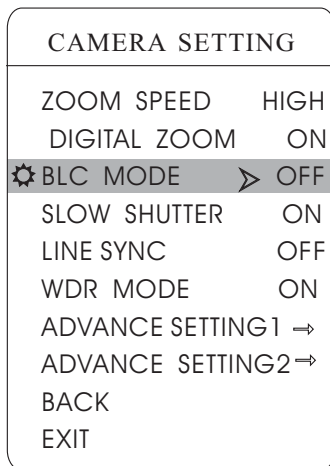 CAMERA SETTING
ZOOM SPEED HIGH
DIGITAL ZOOM ON
BLC MODE OFF
SLOW SHUTTER ON
LINE SYNC OFF
WDR MODE ON
ADVANCE SETTING1 →
ADVANCE SETTING2 →
BACK
EXIT